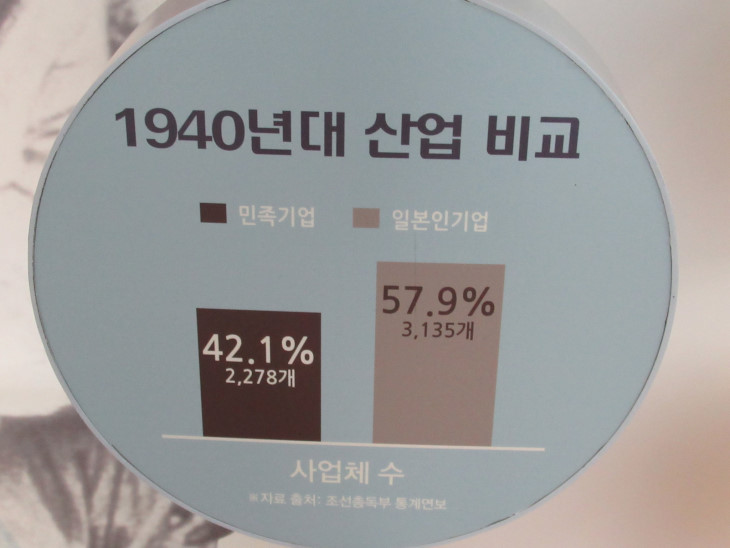 1940년대 산업 비교
민족기업 일본인기업
57.9%
3,135개
42.1%
2,278개
사업체 수
※자료 출처: 조선총독부 통계연보